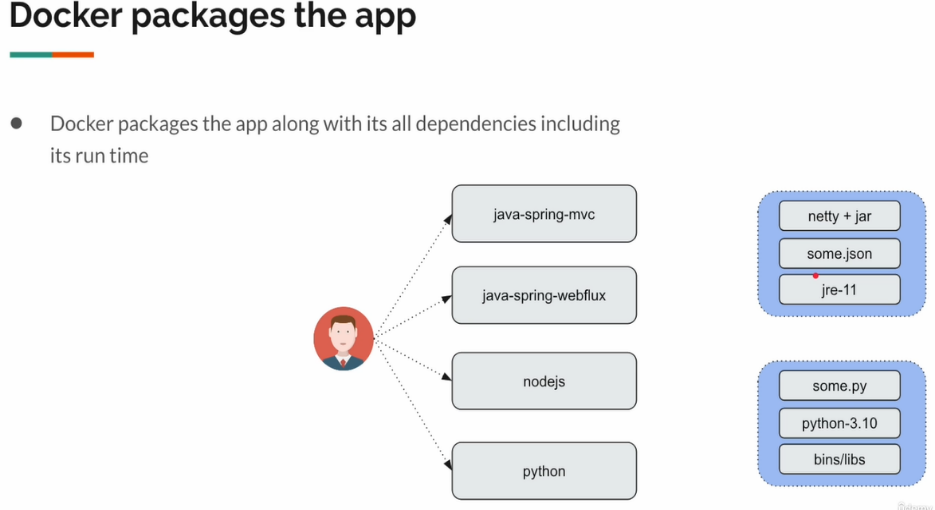 Docker packages the app
Docker packages the app along with its all dependencies including
its run time
java-spring-mvc
java-spring-webflux
nodejs
python
netty + jar
some.json
jre-11
some.py
python-3.10
bins/libs